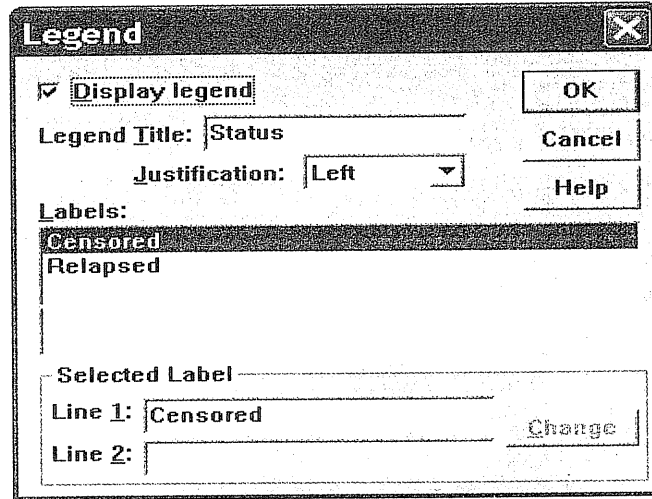 Legend
Display legend
OK
Legend Title: Status
Cancel
Justification: Left
Help
Labels:
Censored
Relapsed
Selected Label
Line 1: Censored
Change
Line 2: